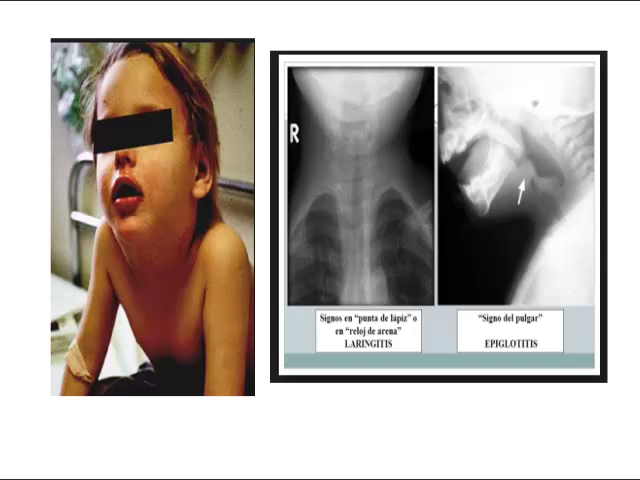 R
Signos en “punta de lápiz” o
en “reloj de arena”
LARINGITIS
“Signo del pulgar”
EPIGLOTITIS